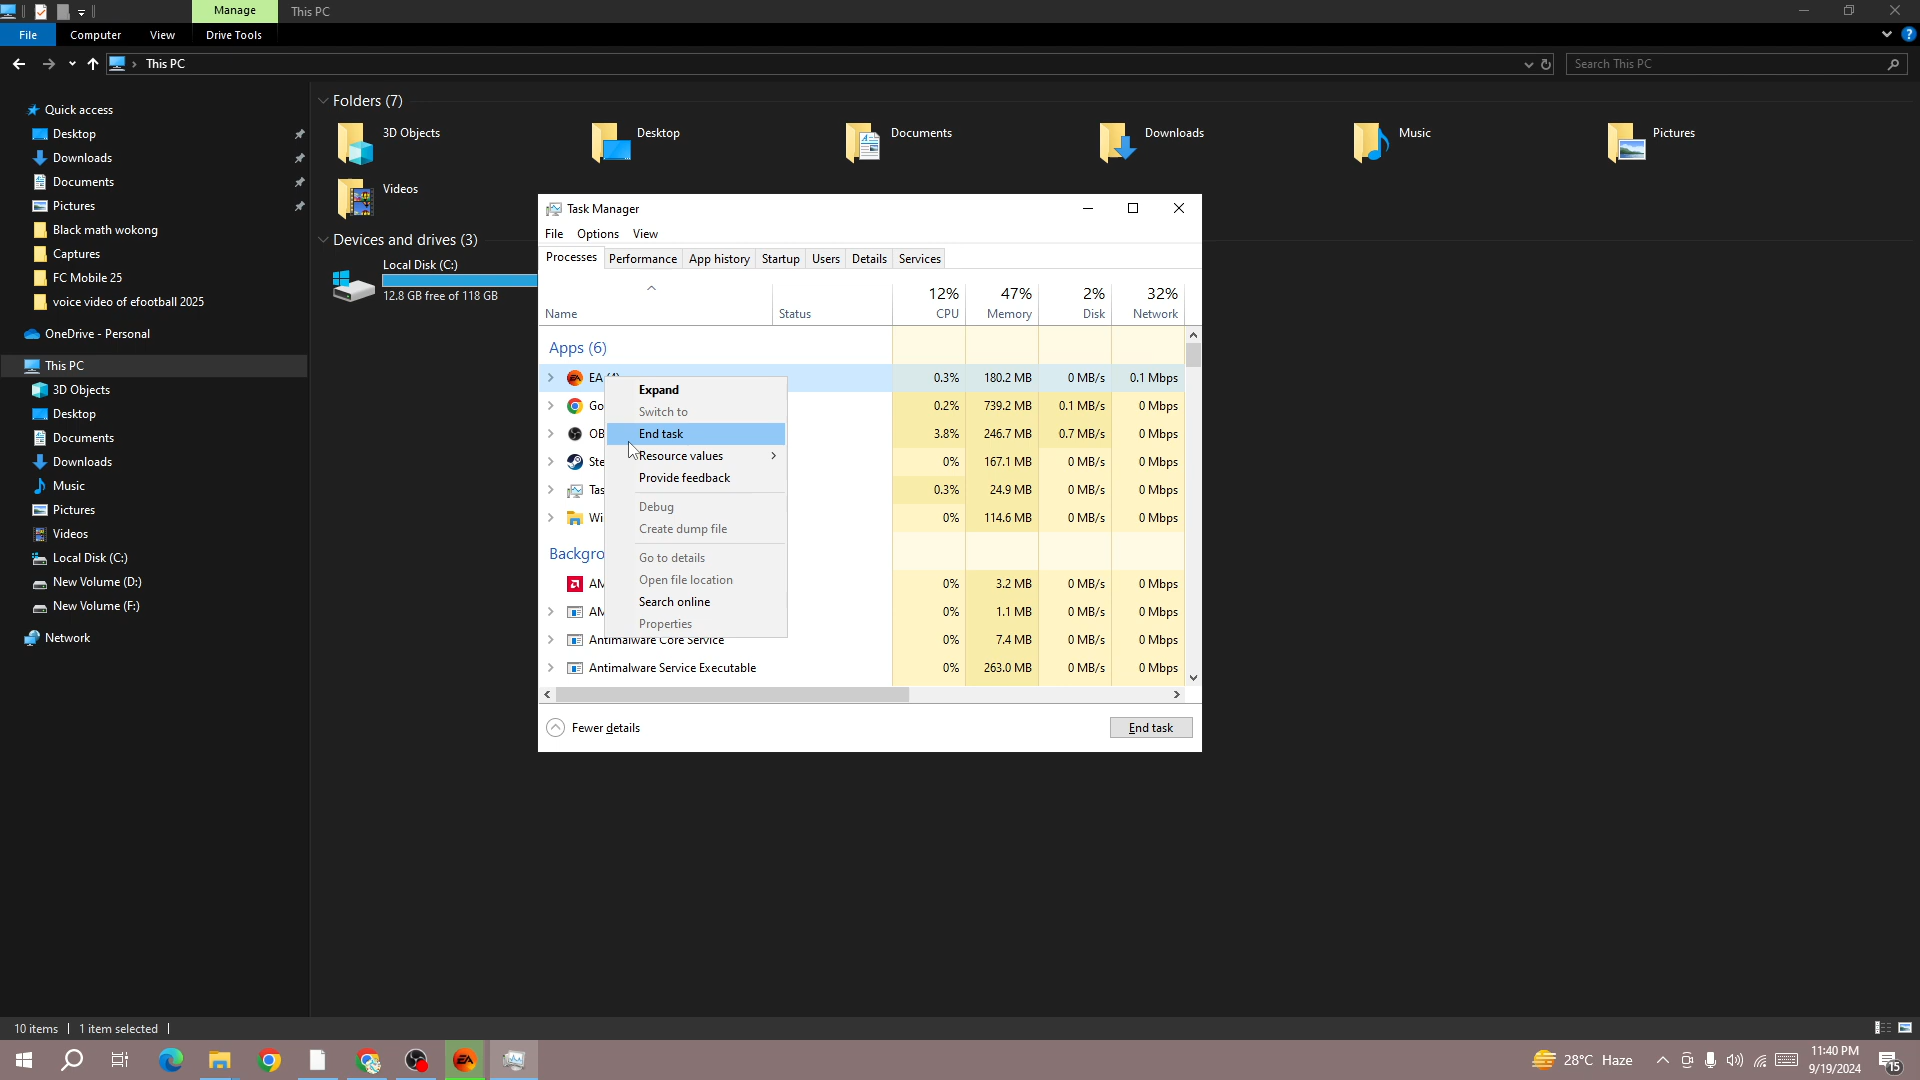 Manage
This PC
File
Computer
View
Drive Tools
This PC
Search This PC
Quick access
Desktop
Downloads
Documents
Pictures
Black math wokong
Captures
FC Mobile 25
voice video of efootball 2025
OneDrive - Personal
This PC
3D Objects
Desktop
Documents
Downloads
Music
Pictures
Videos
Local Disk (C:)
New Volume (D:)
New Volume (F:)
Network
Folders (7)
3D Objects
Desktop
Documents
Downloads
Music
Pictures
Videos
Devices and drives (3)
Local Disk (C:)
12.8 GB free of 118 GB
Task Manager
File Options View
Processes Performance App history Startup Users Details Services
12% 47% 2% 32%
Name Status CPU Memory Disk Network
Apps (6)
EA 0.3% 180.2 MB 0 MB/s 0.1 Mbps
Go 0.2% 739.2 MB 0.1 MB/s 0 Mbps
OB 3.8% 246.7 MB 0.7 MB/s 0 Mbps
Ste 0% 167.1 MB 0 MB/s 0 Mbps
Tas 0.3% 24.9 MB 0 MB/s 0 Mbps
Wi 0% 114.6 MB 0 MB/s 0 Mbps
Backgro
AM 0% 3.2 MB 0 MB/s 0 Mbps
AM 0% 1.1 MB 0 MB/s 0 Mbps
Antimalware Core Service 0% 7.4 MB 0 MB/s 0 Mbps
Antimalware Service Executable 0% 263.0 MB 0 MB/s 0 Mbps
Expand
Switch to
End task
Resource values
Provide feedback
Debug
Create dump file
Go to details
Open file location
Search online
Properties
Fewer details
End task
10 items
1 item selected
28°C Haze
11:40 PM
9/19/2024
15